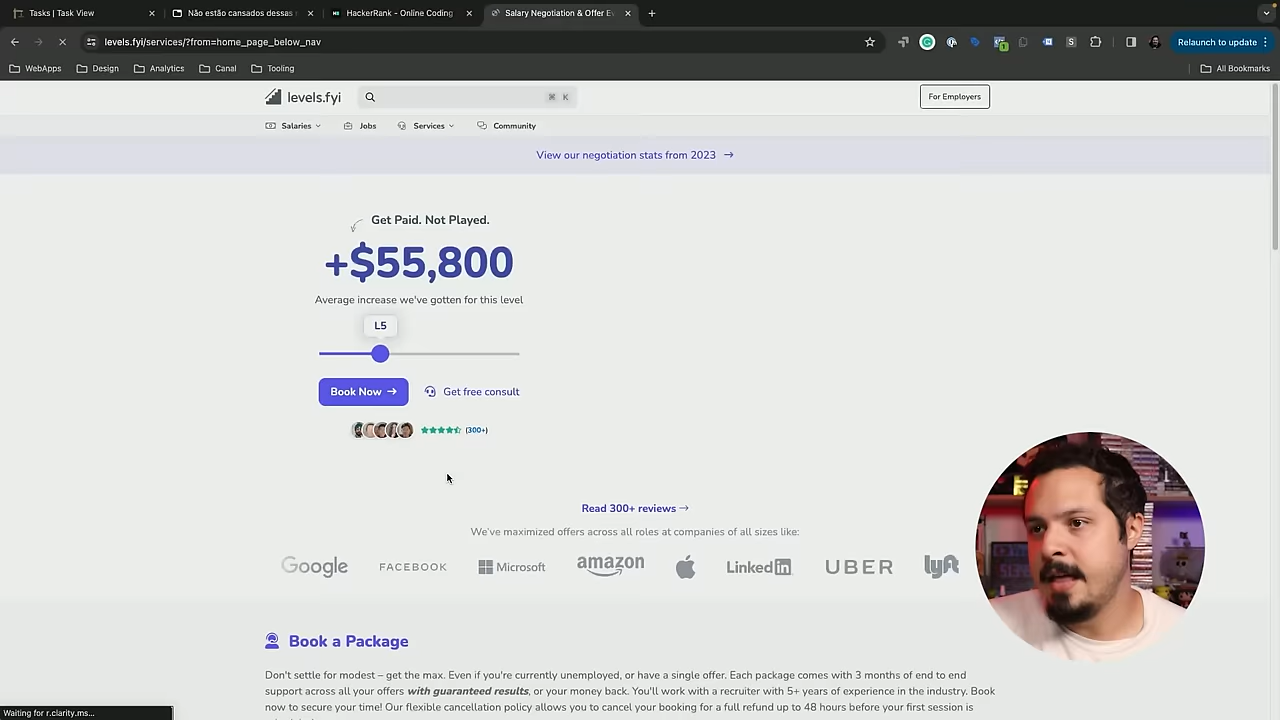 Tasks | Task View
Não estão cansados dessas
HackerRank - Online Coding
Salary Negotiation & Offer Ev
levels.fyi/services/?from=home_page_below_nav
Relaunch to update
WebApps
Design
Analytics
Canal
Tooling
All Bookmarks
levels.fyi
⌘ K
For Employers
Salaries
Jobs
Services
Community
View our negotiation stats from 2023 →
Get Paid. Not Played.
+$55,800
Average increase we've gotten for this level
L5
Book Now →
Get free consult
(300+)
Read 300+ reviews →
We've maximized offers across all roles at companies of all sizes like:
Google
FACEBOOK
Microsoft
amazon
LinkedIn
UBER
lyft
Book a Package
Don't settle for modest – get the max. Even if you're currently unemployed, or have a single offer. Each package comes with 3 months of end to end
support across all your offers with guaranteed results, or your money back. You'll work with a recruiter with 5+ years of experience in the industry. Book
now to secure your time! Our flexible cancellation policy allows you to cancel your booking for a full refund up to 48 hours before your first session is
Waiting for r.clarity.ms...